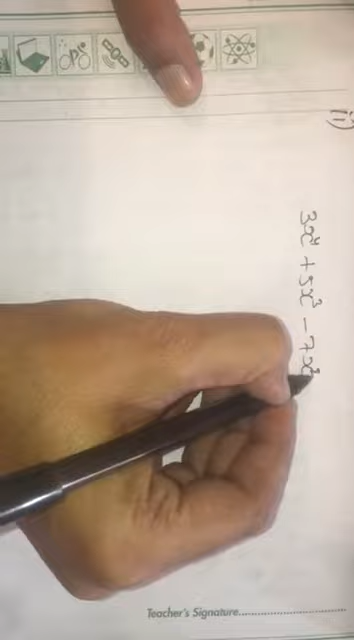 ii)
3x⁴ + 5x³ - 7x²
Teacher's Signature